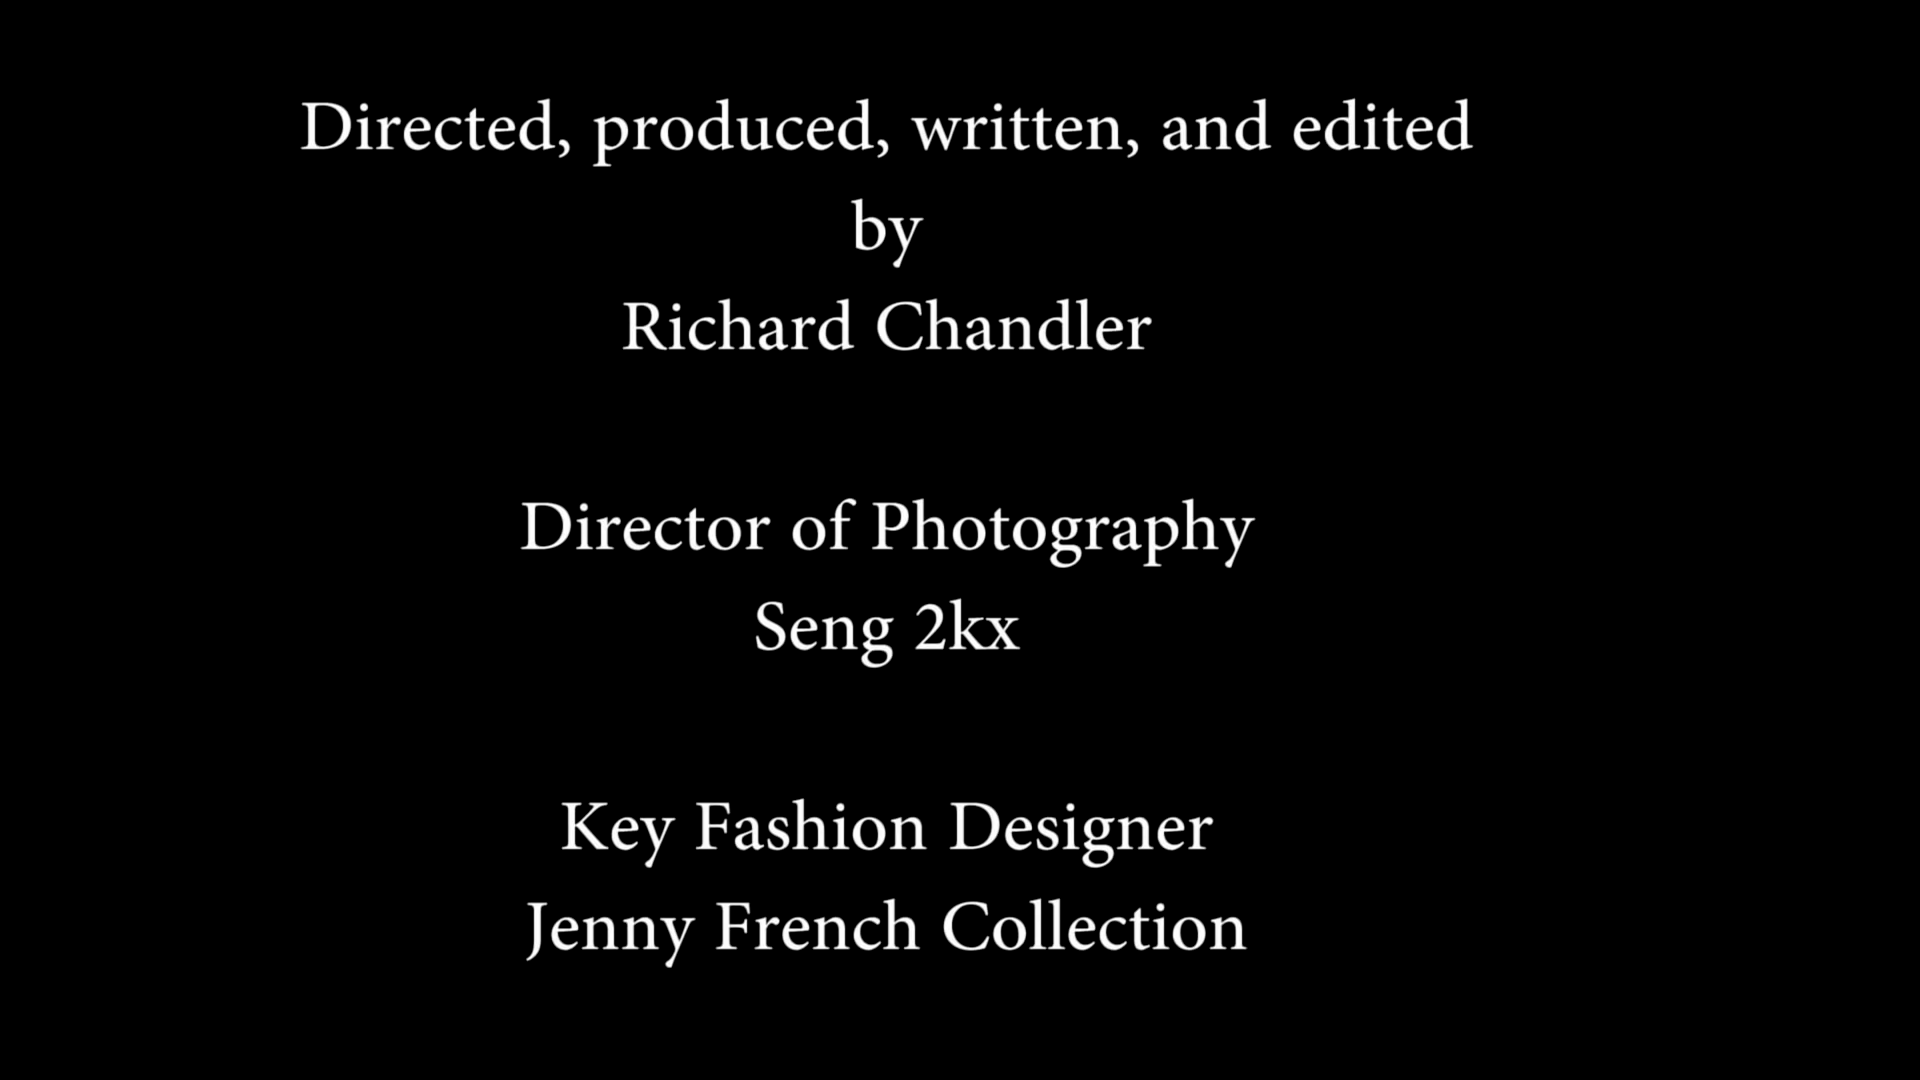 Directed, produced, written, and edited
by
Richard Chandler
Director of Photography
Seng 2kx
Key Fashion Designer
Jenny French Collection